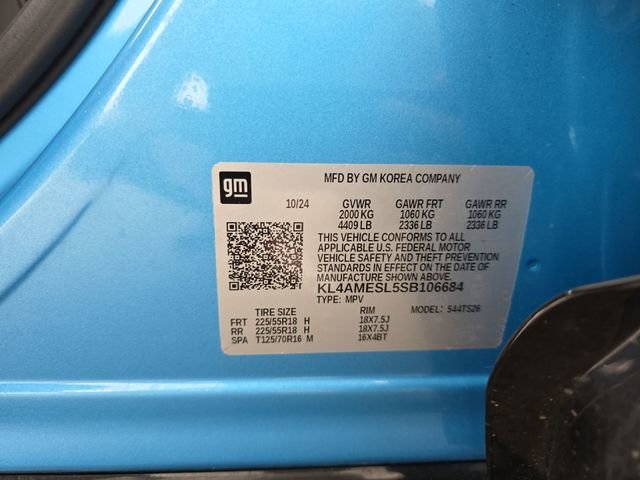 gm
MFD BY GM KOREA COMPANY
10/24 GVWR GAWR FRT GAWR RR
2000 KG 1060 KG 1060 KG
4409 LB 2336 LB 2336 LB
THIS VEHICLE CONFORMS TO ALL
APPLICABLE U.S. FEDERAL MOTOR
VEHICLE SAFETY AND THEFT PREVENTION
STANDARDS IN EFFECT ON THE DATE OF
MANUFACTURE SHOWN ABOVE.
KL4AMESL5SB106684
TYPE: MPV MODEL: 544TS26
TIRE SIZE RIM
FRT 225/55R18 H 18X7.5J
RR 225/55R18 H 18X7.5J
SPA T125/70R16 M 16X4BT